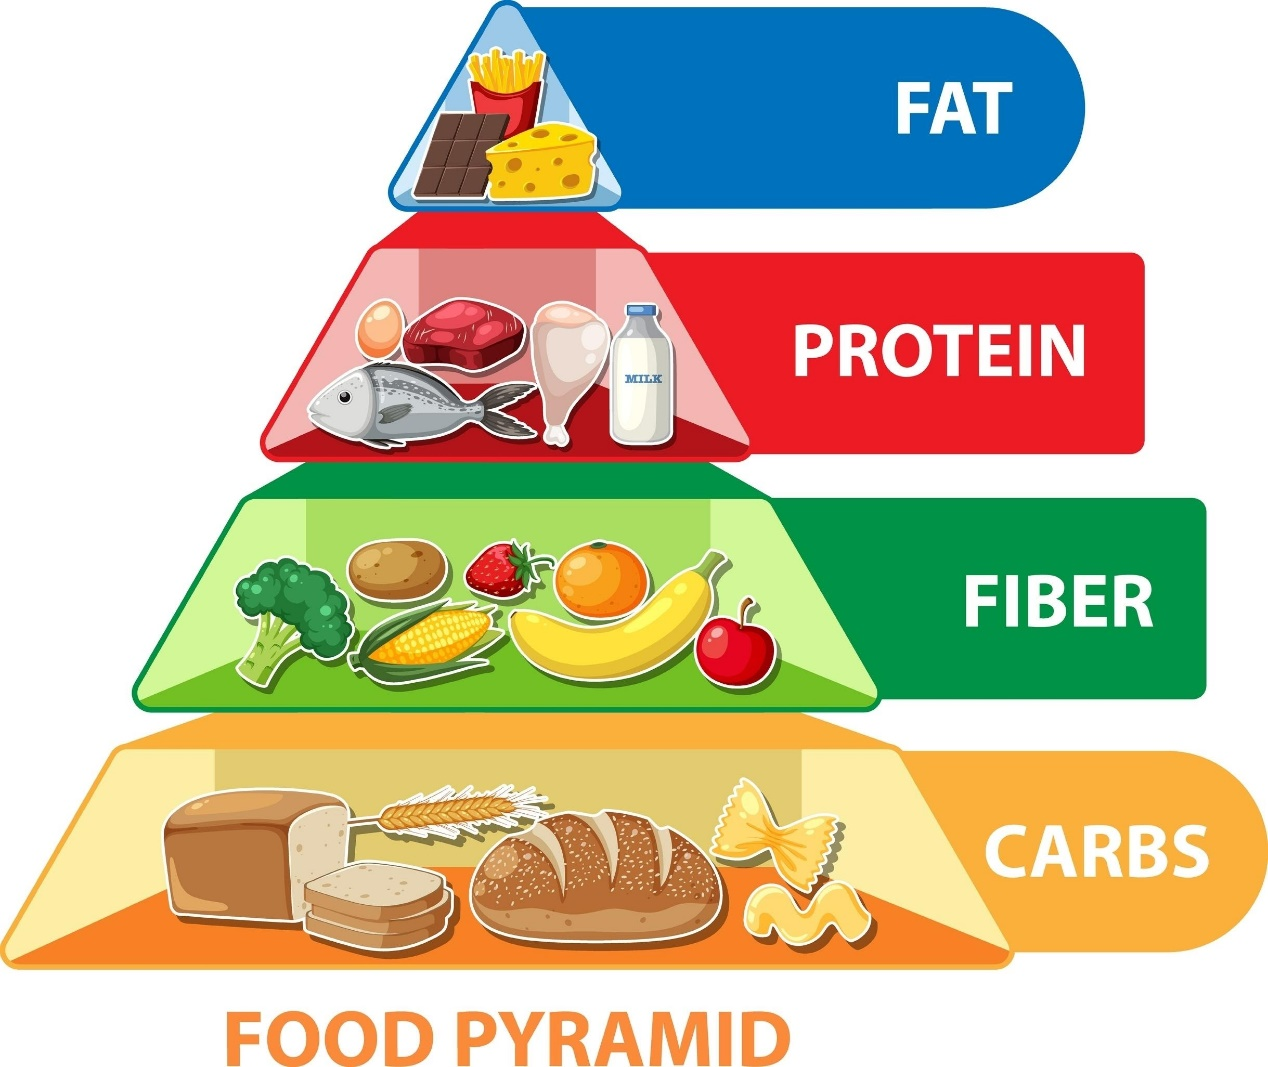 FAT
PROTEIN
MILK
FIBER
CARBS
FOOD PYRAMID